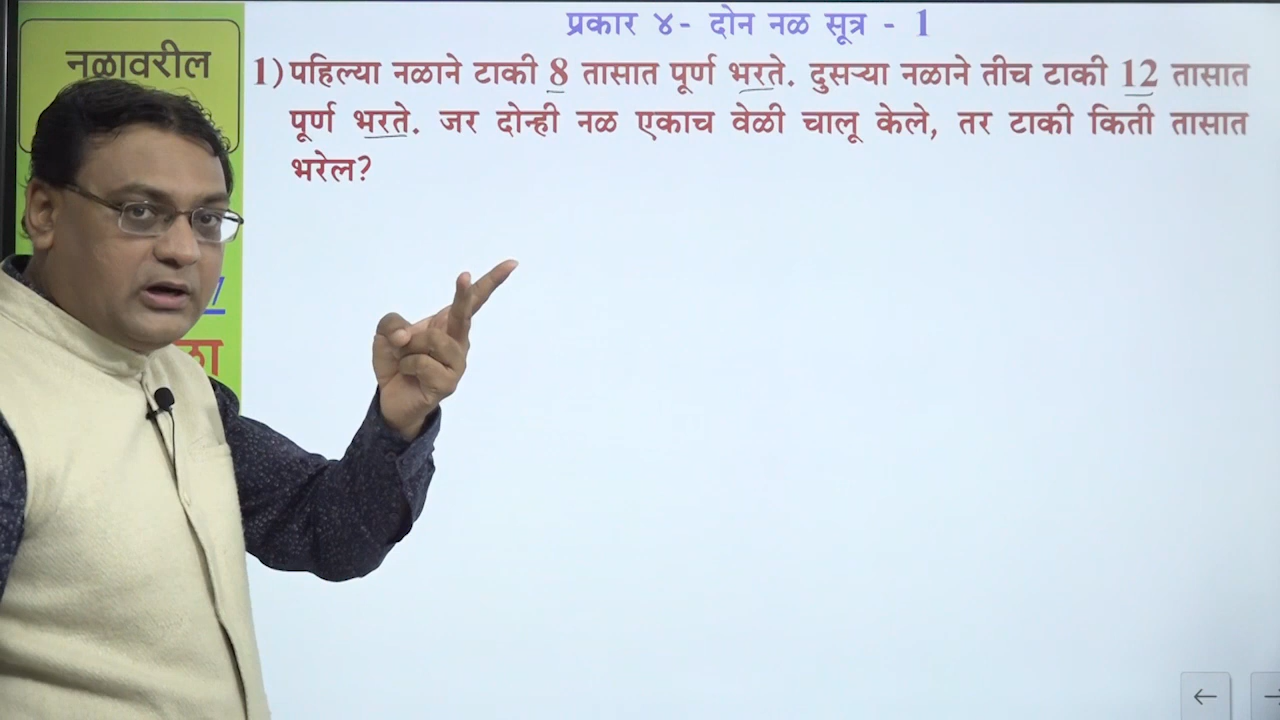 प्रकार ४- दोन नळ सूत्र - 1
नळावरील
1) पहिल्या नळाने टाकी 8 तासात पूर्ण भरते. दुसऱ्या नळाने तीच टाकी 12 तासात
पूर्ण भरते. जर दोन्ही नळ एकाच वेळी चालू केले, तर टाकी किती तासात
भरेल?